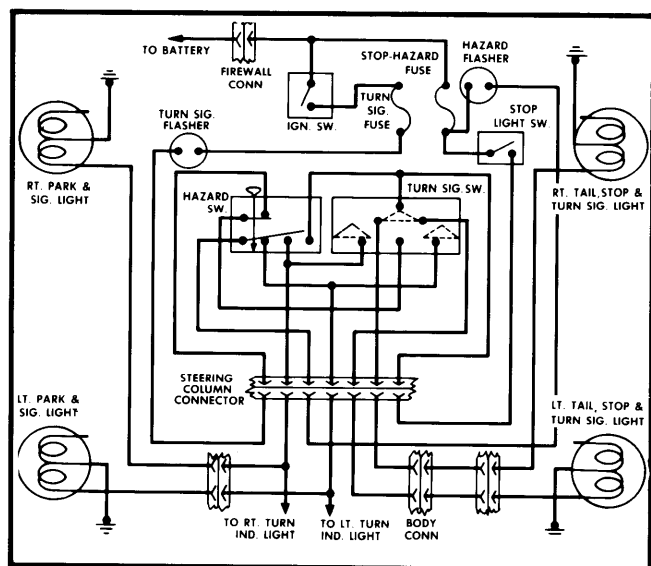 TO BATTERY
FIREWALL
CONN
STOP-HAZARD
FUSE
HAZARD
FLASHER
IGN. SW.
TURN
SIG.
FUSE
STOP
LIGHT SW.
TURN SIG.
FLASHER
RT. PARK &
SIG. LIGHT
RT. TAIL, STOP &
TURN SIG. LIGHT
HAZARD
SW.
TURN SIG. SW.
STEERING
COLUMN
CONNECTOR
LT. PARK &
SIG. LIGHT
LT. TAIL, STOP &
TURN SIG. LIGHT
TO RT. TURN
IND. LIGHT
TO LT. TURN
IND. LIGHT
BODY
CONN